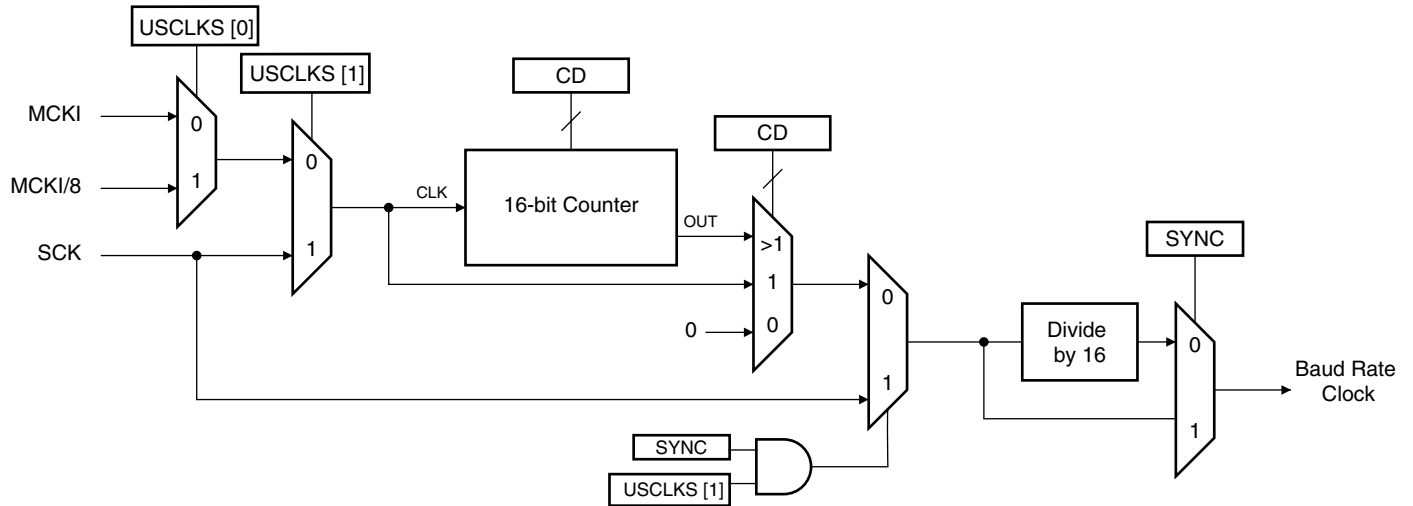 USCLKS [0]
USCLKS [1]
CD
CD
MCKI
0
MCKI/8
1
0
CLK
16-bit Counter
OUT
SCK
1
>1
1
0
0
SYNC
0
1
Divide
by 16
0
1
Baud Rate
Clock
SYNC
USCLKS [1]